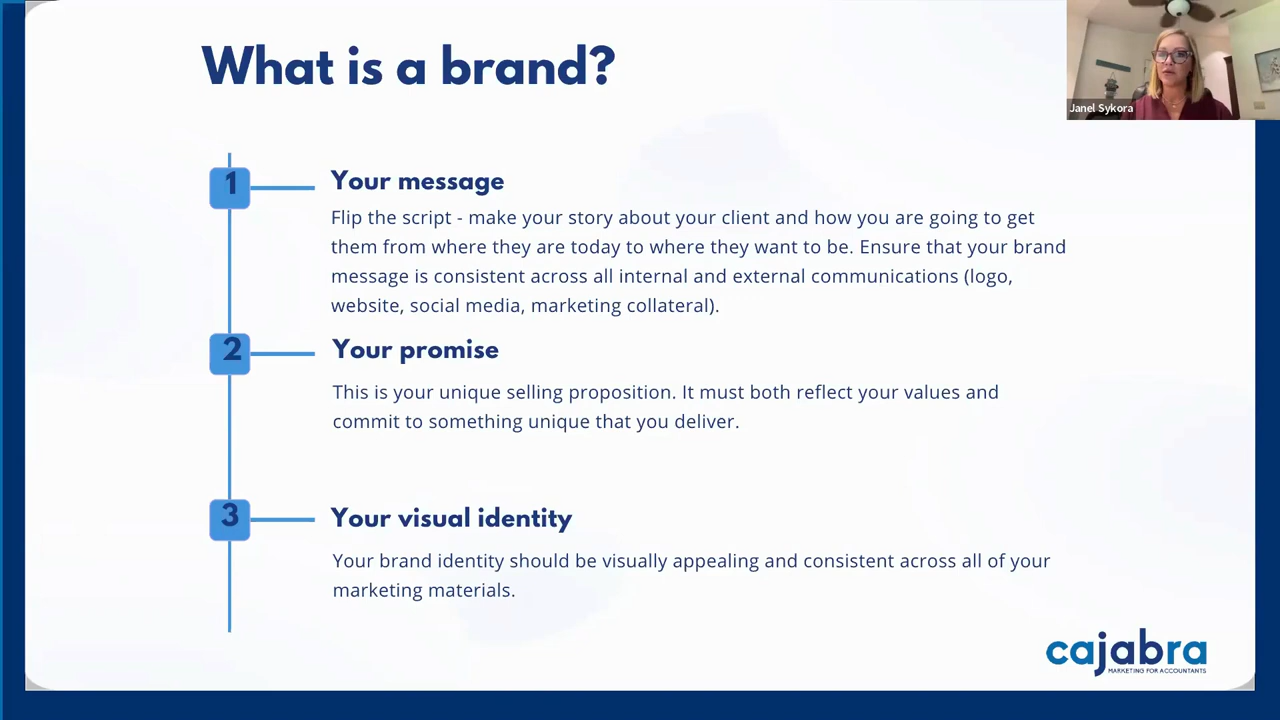 What is a brand?
Janel Sykora
1
Your message
Flip the script - make your story about your client and how you are going to get
them from where they are today to where they want to be. Ensure that your brand
message is consistent across all internal and external communications (logo,
website, social media, marketing collateral).
2
Your promise
This is your unique selling proposition. It must both reflect your values and
commit to something unique that you deliver.
3
Your visual identity
Your brand identity should be visually appealing and consistent across all of your
marketing materials.
cajabra
MARKETING FOR ACCOUNTANTS